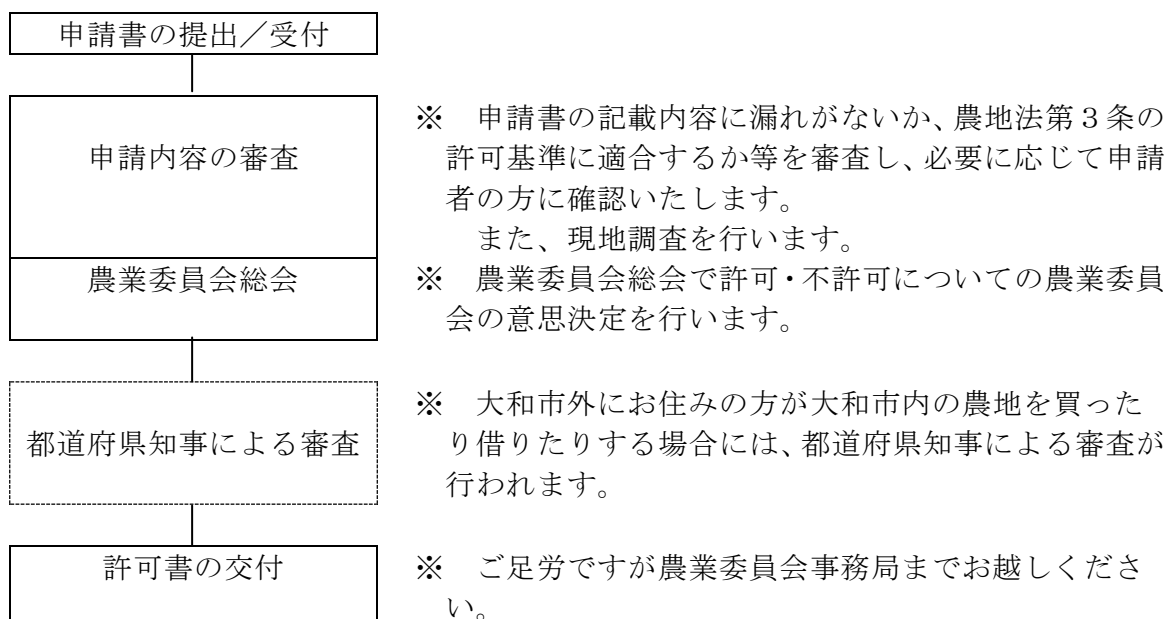 申請書の提出／受付
申請内容の審査
※　申請書の記載内容に漏れがないか、農地法第３条の
許可基準に適合するか等を審査し、必要に応じて申請
者の方に確認いたします。
また、現地調査を行います。
農業委員会総会
※　農業委員会総会で許可・不許可についての農業委員
会の意思決定を行います。
都道府県知事による審査
※　大和市外にお住みの方が大和市内の農地を買った
り借りたりする場合には、都道府県知事による審査が
行われます。
許可書の交付
※　ご足労ですが農業委員会事務局までお越しくださ
い。